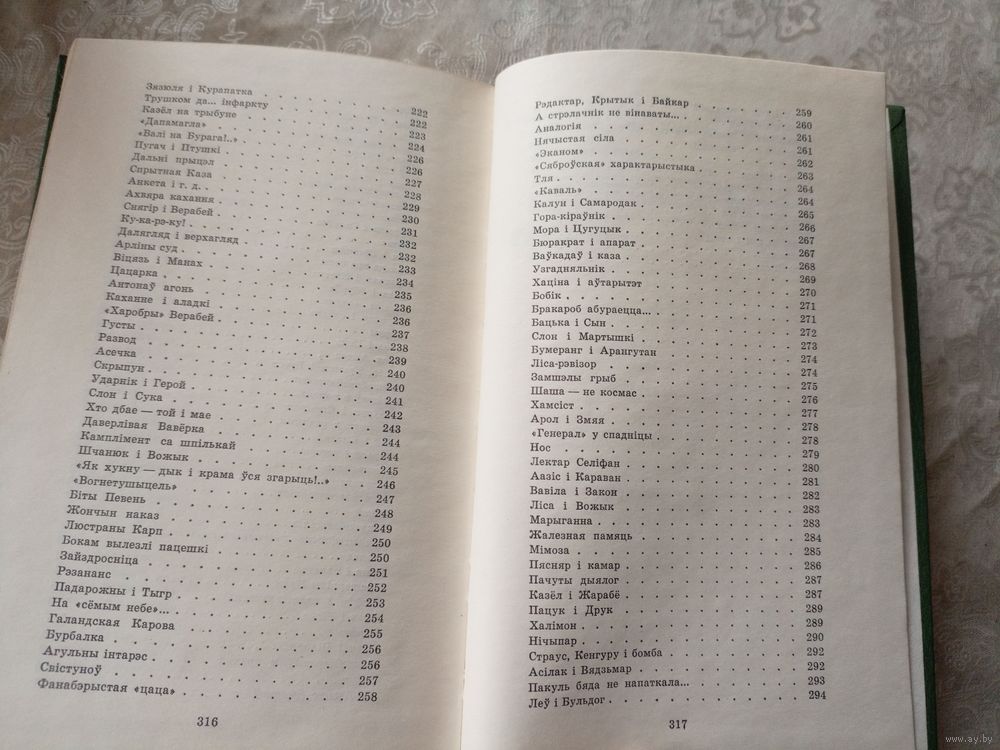 Зязюля і Курапатка . . . 222
Трушком да... інфаркту . . . 222
Казёл на трыбуне . . . 223
«Дапамагла» . . . 224
«Валі на Бурага!..» . . . 226
Пугач і Птушкі . . . 226
Дальні прыцэл . . . 227
Спрытная Каза . . . 228
Анкета і г. д. . . . 229
Ахвяра кахання . . . 230
Снягір і Верабей . . . 231
Ку-ка-рэ-ку! . . . 232
Далягляд і верхагляд . . . 232
Арліны суд . . . 233
Віцязь і Манах . . . 234
Цацарка . . . 235
Антонаў агонь . . . 236
Каханне і аладкі . . . 236
«Харобры» Верабей . . . 237
Густы . . . 238
Развод . . . 239
Асечка . . . 240
Скрыпун . . . 240
Ударнік і Герой . . . 241
Слон і Сука . . . 242
Хто дбае — той і мае . . . 243
Даверлівая Вавёрка . . . 244
Камплімент са шпількай . . . 244
Шчанюк і Вожык . . . 245
«Як хукну — дык і крама ўся згарыць!..» . . . 246
«Вогнетушыцель» . . . 247
Біты Певень . . . 248
Жончын наказ . . . 249
Люстраны Карп . . . 250
Бокам вылезлі пацешкі . . . 250
Зайздросніца . . . 251
Рэзананс . . . 252
Падарожны і Тыгр . . . 253
На «сёмым небе»... . . . 254
Галандская Карова . . . 255
Бурбалка . . . 256
Агульны інтарэс . . . 256
Свістуноў . . . 257
Фанабэрыстая «цаца» . . . 258
316
Рэдактар, Крытык і Байкар . . . 259
А стрэлачнік не вінаваты... . . . 260
Аналогія . . . 261
Нячыстая сіла . . . 261
«Эканом» . . . 262
«Сяброўская» характарыстыка . . . 263
Тля . . . 264
«Каваль» . . . 264
Калун і Самародак . . . 265
Гора-кіраўнік . . . 266
Мора і Цугуцык . . . 267
Бюракрат і апарат . . . 267
Ваўкадаў і каза . . . 268
Узгадняльнік . . . 269
Хаціна і аўтарытэт . . . 270
Бобік . . . 271
Бракароб абураецца... . . . 271
Бацька і Сын . . . 272
Слон і Мартышкі . . . 273
Бумеранг і Арангутан . . . 274
Ліса-рэвізор . . . 274
Замшэлы грыб . . . 275
Шаша — не космас . . . 276
Хамсіст . . . 277
Арол і Змяя . . . 278
«Генерал» у спадніцы . . . 278
Нос . . . 279
Лектар Селіфан . . . 280
Аазіс і Караван . . . 281
Вавіла і Закон . . . 282
Ліса і Вожык . . . 283
Марыганна . . . 283
Жалезная памяць . . . 284
Мімоза . . . 285
Пясняр і камар . . . 286
Пачуты дыялог . . . 287
Казёл і Жарабё . . . 287
Пацук і Друк . . . 289
Халімон . . . 289
Нічыпар . . . 290
Страус, Кенгуру і бомба . . . 292
Асілак і Вядзьмар . . . 292
Пакуль бяда не напаткала... . . . 293
Леў і Бульдог . . . 294
317
www.ay.by